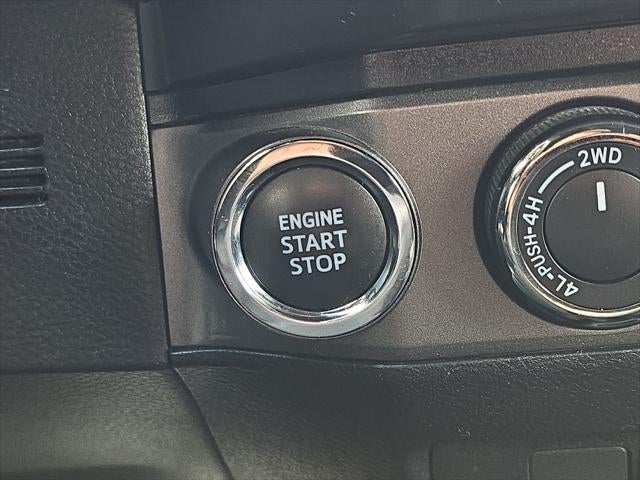 ENGINE
START
STOP
2WD
4L-PUSH-4H